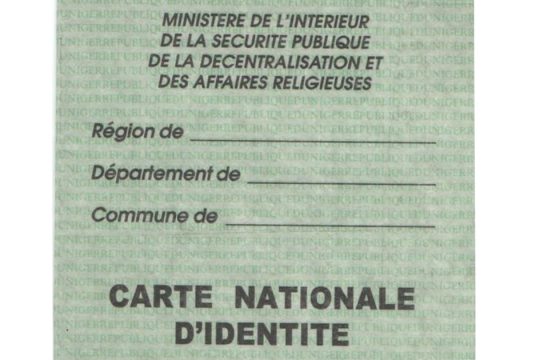 MINISTERE DE L'INTERIEUR
DE LA SECURITE PUBLIQUE
DE LA DECENTRALISATION ET
DES AFFAIRES RELIGIEUSES
Région de
Département de
Commune de
CARTE NATIONALE
D'IDENTITE